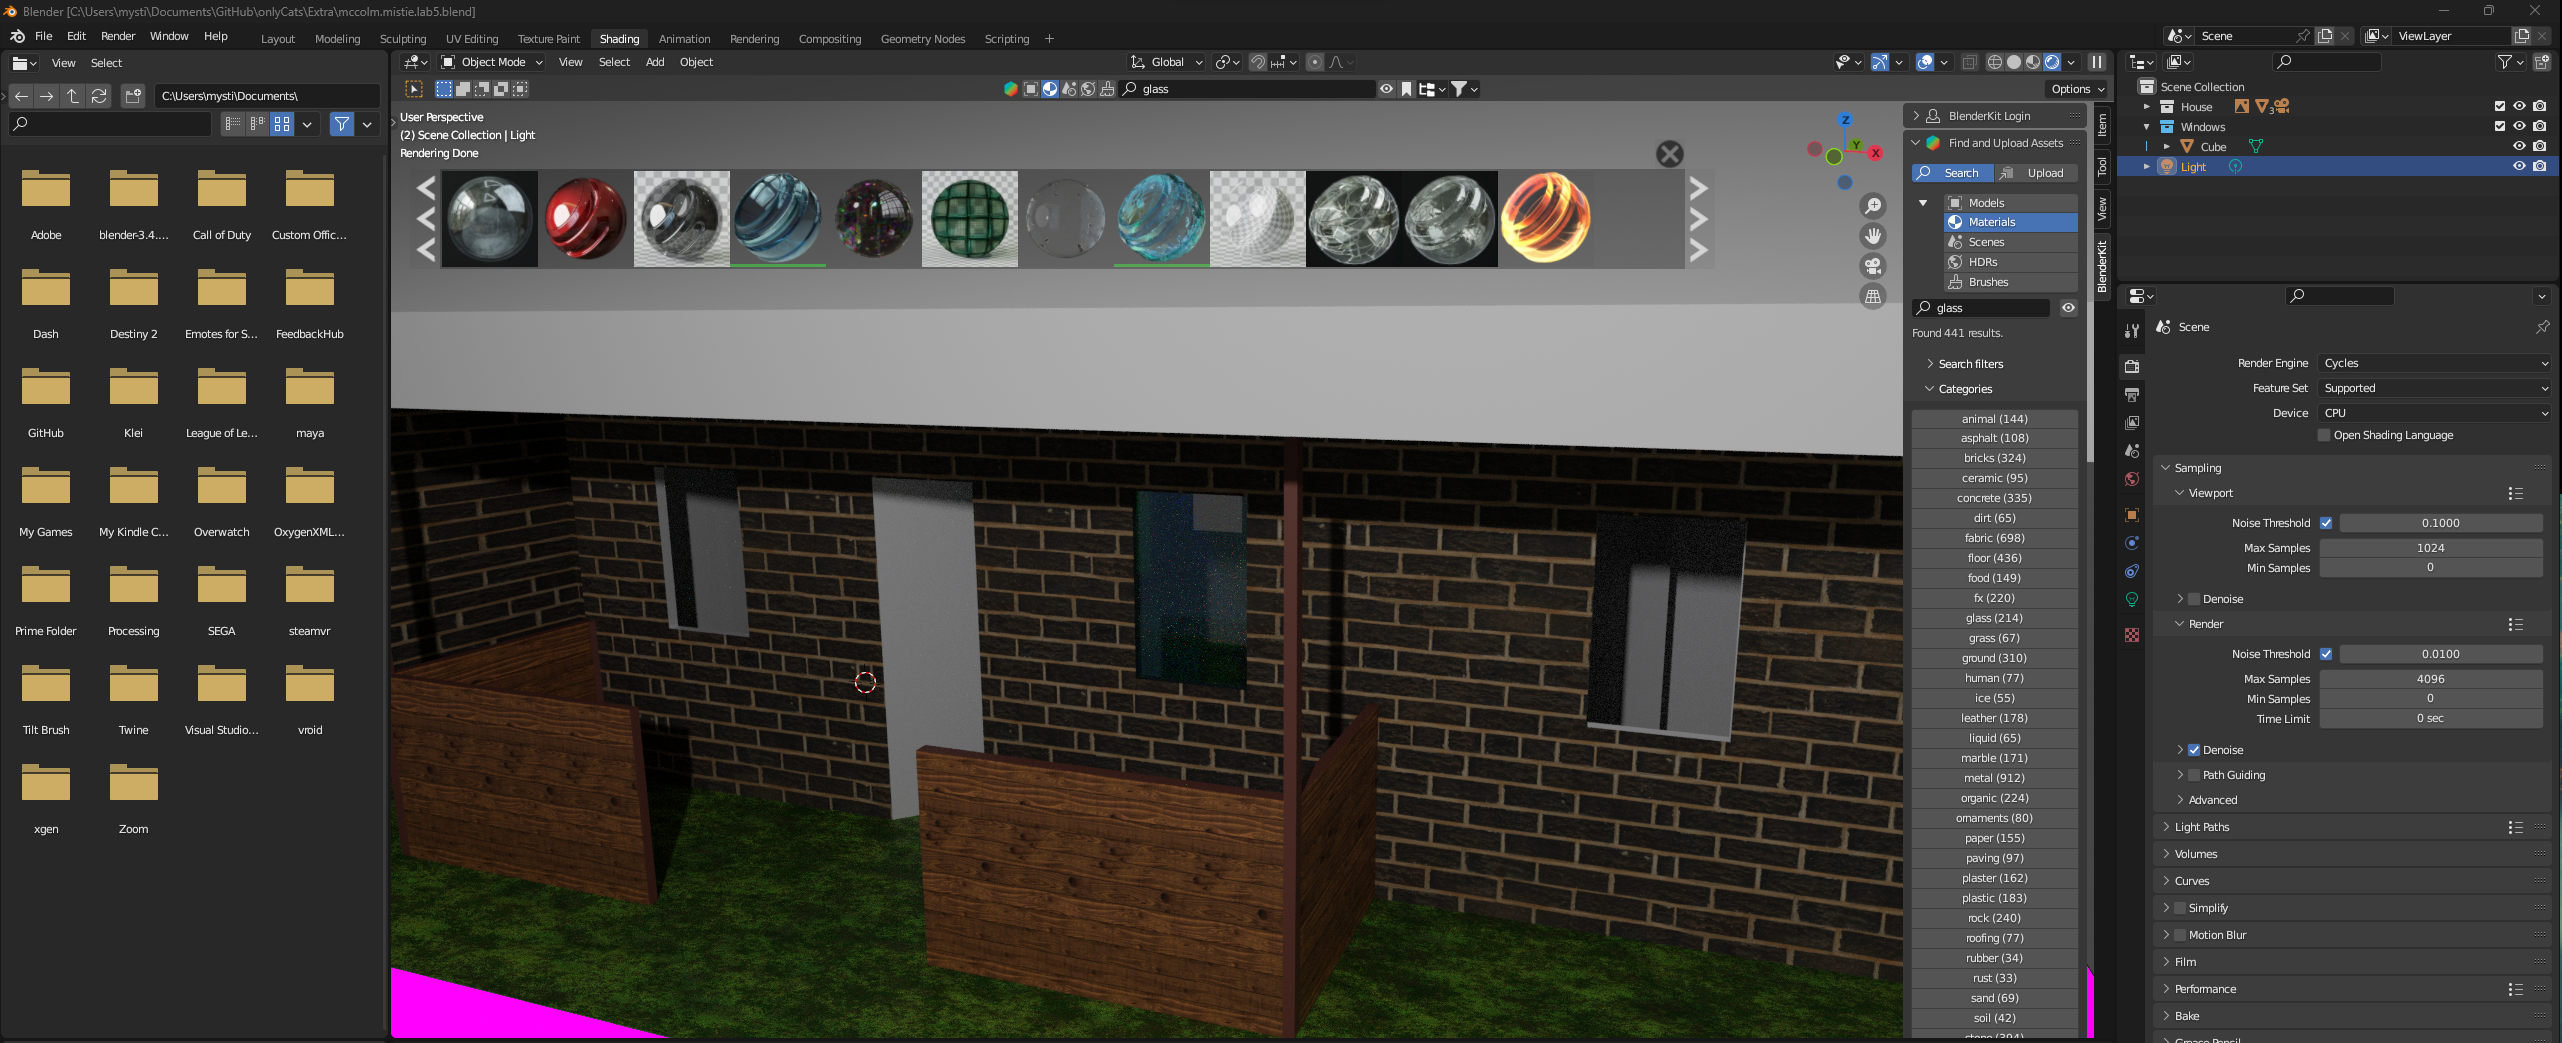 Blender [C:\Users\mysti\Documents\GitHub\onlyCats\Extra\mccolm.mistie.lab5.blend]
File Edit Render Window Help Layout Modeling Sculpting UV Editing Texture Paint Shading Animation Rendering Compositing Geometry Nodes Scripting + Scene ViewLayer
View Select
C:\Users\mysti\Documents\
Adobe blender-3.4.... Call of Duty Custom Offic...
Dash Destiny 2 Emotes for S... FeedbackHub
GitHub Klei League of Le... maya
My Games My Kindle C... Overwatch OxygenXML...
Prime Folder Processing SEGA steamvr
Tilt Brush Twine Visual Studio... vroid
xgen Zoom
Object Mode View Select Add Object Global
glass Options
User Perspective
(2) Scene Collection | Light
Rendering Done
Z
Y
X
BlenderKit Login
Find and Upload Assets
Search Upload
Models
Materials
Scenes
HDRs
Brushes
glass
Found 441 results.
Search filters
Categories
animal (144)
asphalt (108)
bricks (324)
ceramic (95)
concrete (335)
dirt (65)
fabric (698)
floor (436)
food (149)
fx (220)
glass (214)
grass (67)
ground (310)
human (77)
ice (55)
leather (178)
liquid (65)
marble (171)
metal (912)
organic (224)
ornaments (80)
paper (155)
paving (97)
plaster (162)
plastic (183)
rock (240)
roofing (77)
rubber (34)
rust (33)
sand (69)
soil (42)
Item
Tool
View
BlenderKit
Scene Collection
House 3
Windows
Cube
Light
Scene
Render Engine Cycles
Feature Set Supported
Device CPU
Open Shading Language
Sampling
Viewport
Noise Threshold 0.1000
Max Samples 1024
Min Samples 0
Denoise
Render
Noise Threshold 0.0100
Max Samples 4096
Min Samples 0
Time Limit 0 sec
Denoise
Path Guiding
Advanced
Light Paths
Volumes
Curves
Simplify
Motion Blur
Film
Performance
Bake
Grease Pencil